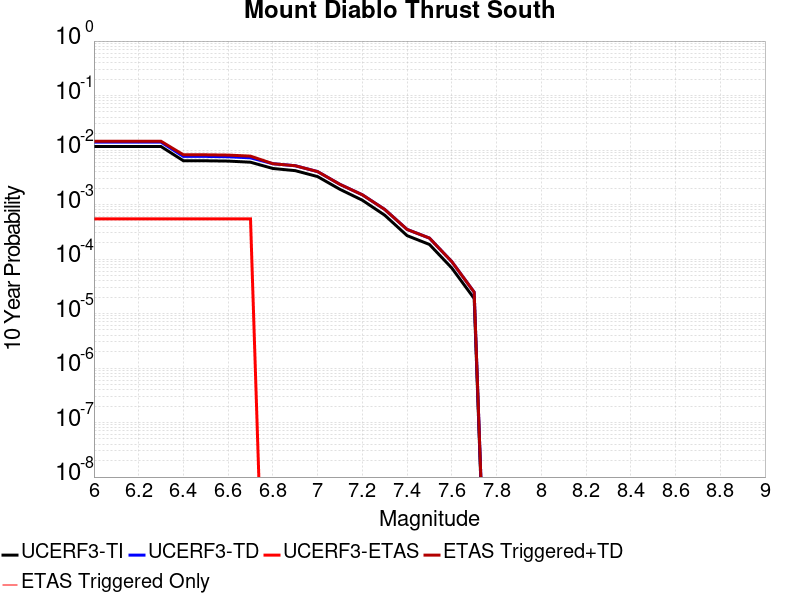 Mount Diablo Thrust South
10 Year Probability
10^0
10^-1
10^-2
10^-3
10^-4
10^-5
10^-6
10^-7
10^-8
6 6.2 6.4 6.6 6.8 7 7.2 7.4 7.6 7.8 8 8.2 8.4 8.6 8.8 9
Magnitude
UCERF3-TI UCERF3-TD UCERF3-ETAS ETAS Triggered+TD
ETAS Triggered Only